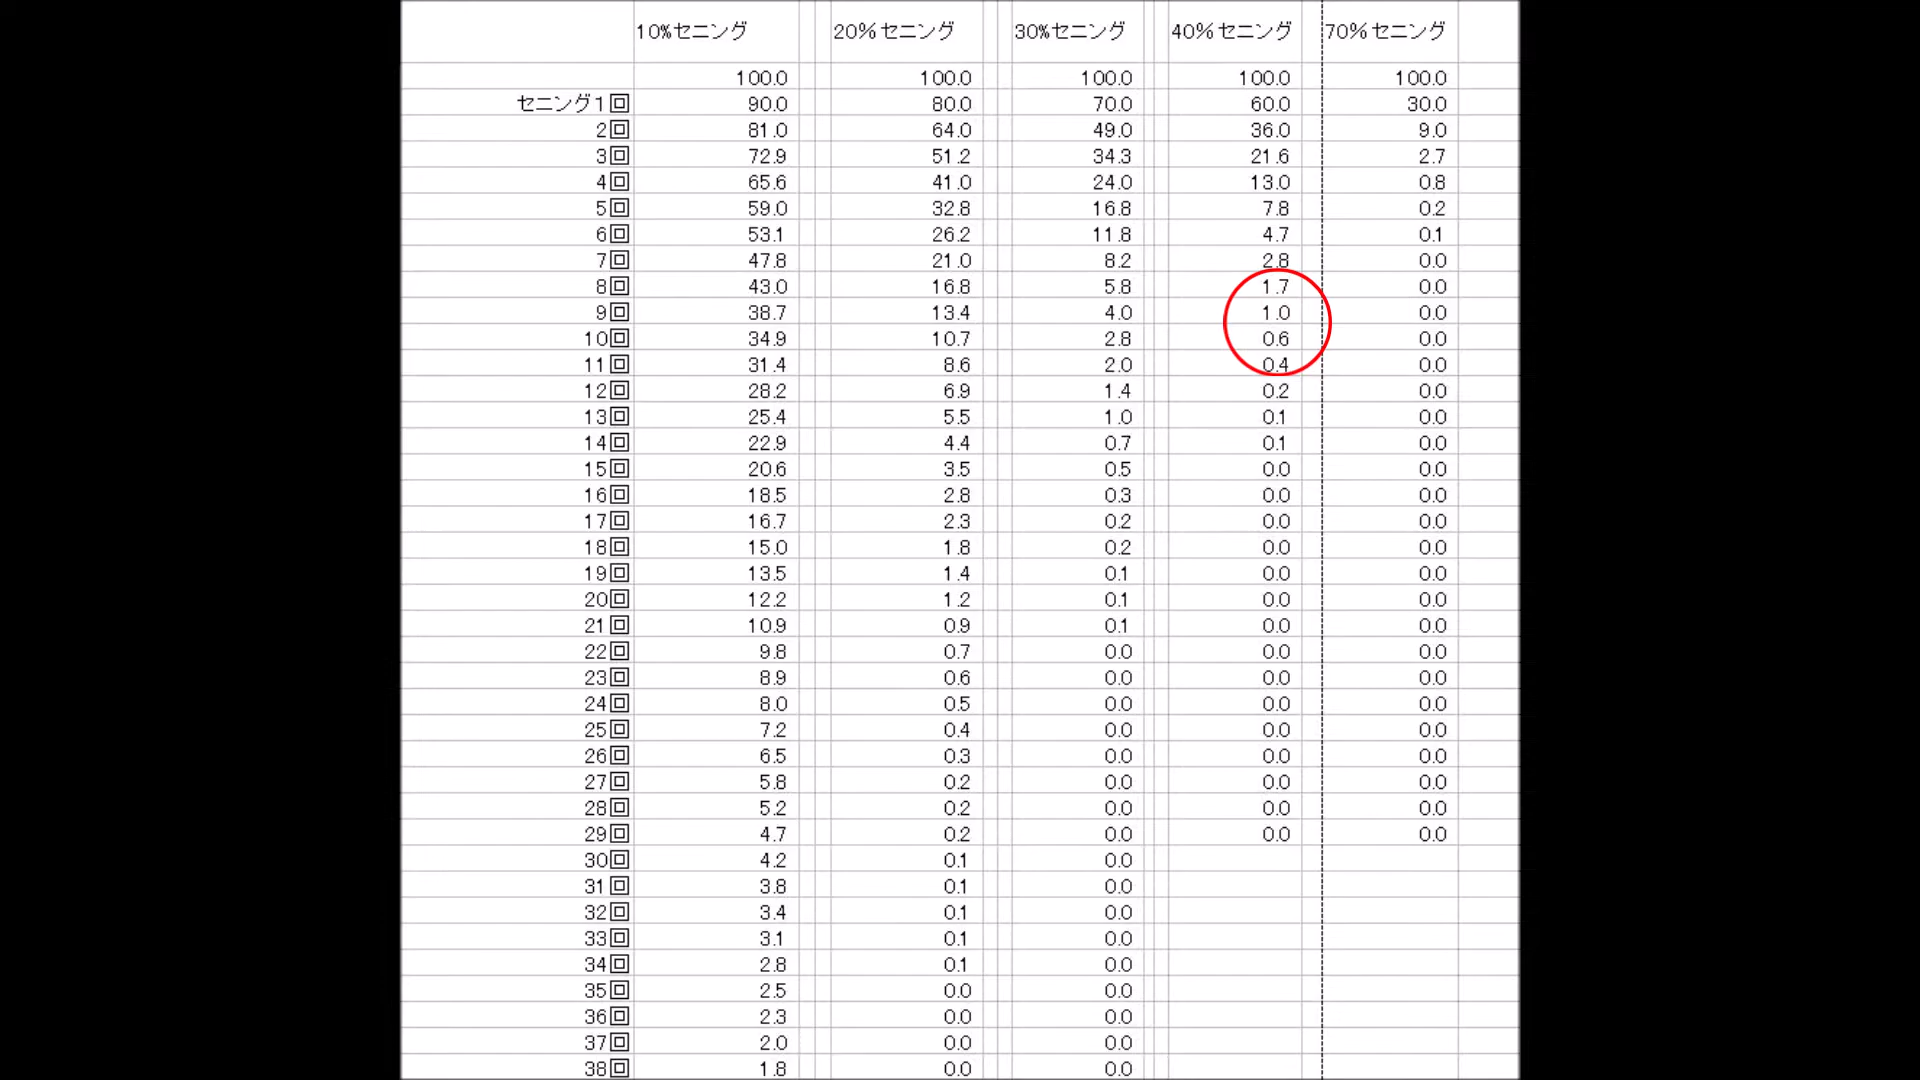 10%セニング 20%セニング 30%セニング 40%セニング 70%セニング
100.0 100.0 100.0 100.0 100.0
セニング1回 90.0 80.0 70.0 60.0 30.0
2回 81.0 64.0 49.0 36.0 9.0
3回 72.9 51.2 34.3 21.6 2.7
4回 65.6 41.0 24.0 13.0 0.8
5回 59.0 32.8 16.8 7.8 0.2
6回 53.1 26.2 11.8 4.7 0.1
7回 47.8 21.0 8.2 2.8 0.0
8回 43.0 16.8 5.8 1.7 0.0
9回 38.7 13.4 4.0 1.0 0.0
10回 34.9 10.7 2.8 0.6 0.0
11回 31.4 8.6 2.0 0.4 0.0
12回 28.2 6.9 1.4 0.2 0.0
13回 25.4 5.5 1.0 0.1 0.0
14回 22.9 4.4 0.7 0.1 0.0
15回 20.6 3.5 0.5 0.0 0.0
16回 18.5 2.8 0.3 0.0 0.0
17回 16.7 2.3 0.2 0.0 0.0
18回 15.0 1.8 0.2 0.0 0.0
19回 13.5 1.4 0.1 0.0 0.0
20回 12.2 1.2 0.1 0.0 0.0
21回 10.9 0.9 0.1 0.0 0.0
22回 9.8 0.7 0.0 0.0 0.0
23回 8.9 0.6 0.0 0.0 0.0
24回 8.0 0.5 0.0 0.0 0.0
25回 7.2 0.4 0.0 0.0 0.0
26回 6.5 0.3 0.0 0.0 0.0
27回 5.8 0.2 0.0 0.0 0.0
28回 5.2 0.2 0.0 0.0 0.0
29回 4.7 0.2 0.0 0.0 0.0
30回 4.2 0.1 0.0
31回 3.8 0.1 0.0
32回 3.4 0.1 0.0
33回 3.1 0.1 0.0
34回 2.8 0.1 0.0
35回 2.5 0.0 0.0
36回 2.3 0.0 0.0
37回 2.0 0.0 0.0
38回 1.8 0.0 0.0